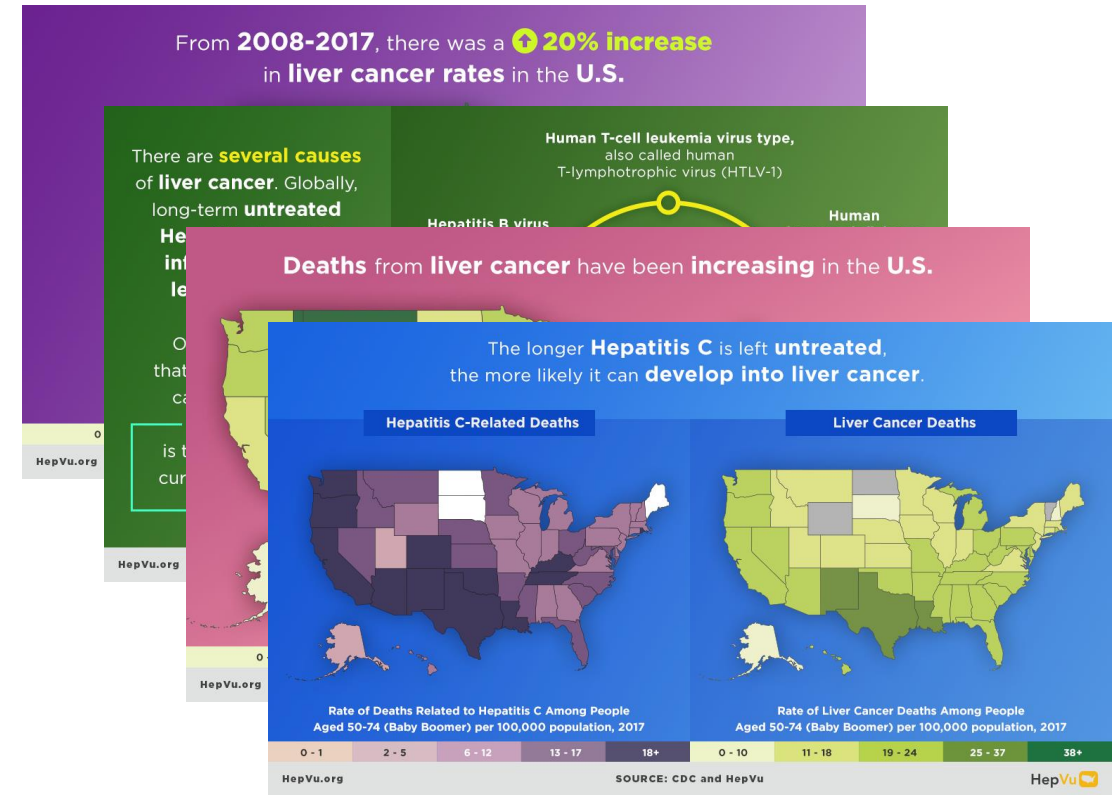 From 2008-2017, there was a 20% increase
in liver cancer rates in the U.S.
0
HepVu.org
There are several causes
of liver cancer. Globally,
long-term untreated
Human T-cell leukemia virus type,
also called human
T-lymphotrophic virus (HTLV-1)
Hepatitis B virus
Human
HepVu.org
Deaths from liver cancer have been increasing in the U.S.
0
HepVu.org
The longer Hepatitis C is left untreated,
the more likely it can develop into liver cancer.
Hepatitis C-Related Deaths
Liver Cancer Deaths
Rate of Deaths Related to Hepatitis C Among People
Aged 50-74 (Baby Boomer) per 100,000 population, 2017
Rate of Liver Cancer Deaths Among People
Aged 50-74 (Baby Boomer) per 100,000 population, 2017
0 - 1 2 - 5 6 - 12 13 - 17 18+ 0 - 10 11 - 18 19 - 24 25 - 37 38+
HepVu.org SOURCE: CDC and HepVu HepVu